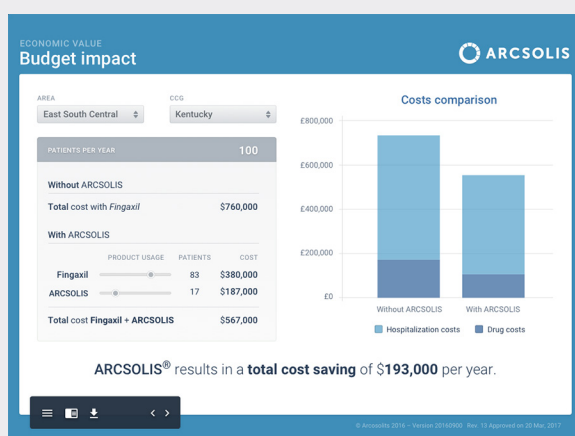 ECONOMIC VALUE
Budget impact
ARCSOLIS
AREA
CCG
East South Central
Kentucky
PATIENTS PER YEAR 100
Without ARCSOLIS
Total cost with Fingaxil $760,000
With ARCSOLIS
PRODUCT USAGE PATIENTS COST
Fingaxil 83 $380,000
ARCSOLIS 17 $187,000
Total cost Fingaxil + ARCSOLIS $567,000
Costs comparison
£800,000
£600,000
£400,000
£200,000
£0
Without ARCSOLIS With ARCSOLIS
Hospitalization costs Drug costs
ARCSOLIS® results in a total cost saving of $193,000 per year.
© Arcsolis 2016 – Version 20160900 Rev. 13 Approved on 20 Mar, 2017